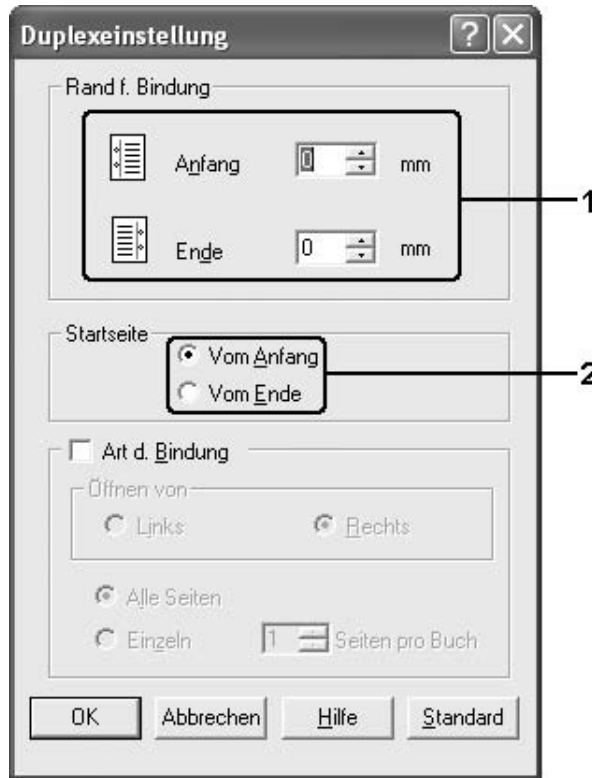 Duplexeinstellung
Rand f. Bindung
Anfang 0 mm
1
Ende 0 mm
Startseite
Vom Anfang
2
Vom Ende
Art d. Bindung
Öffnen von
Links Rechts
Alle Seiten
Einzeln 1 Seiten pro Buch
OK Abbrechen Hilfe Standard